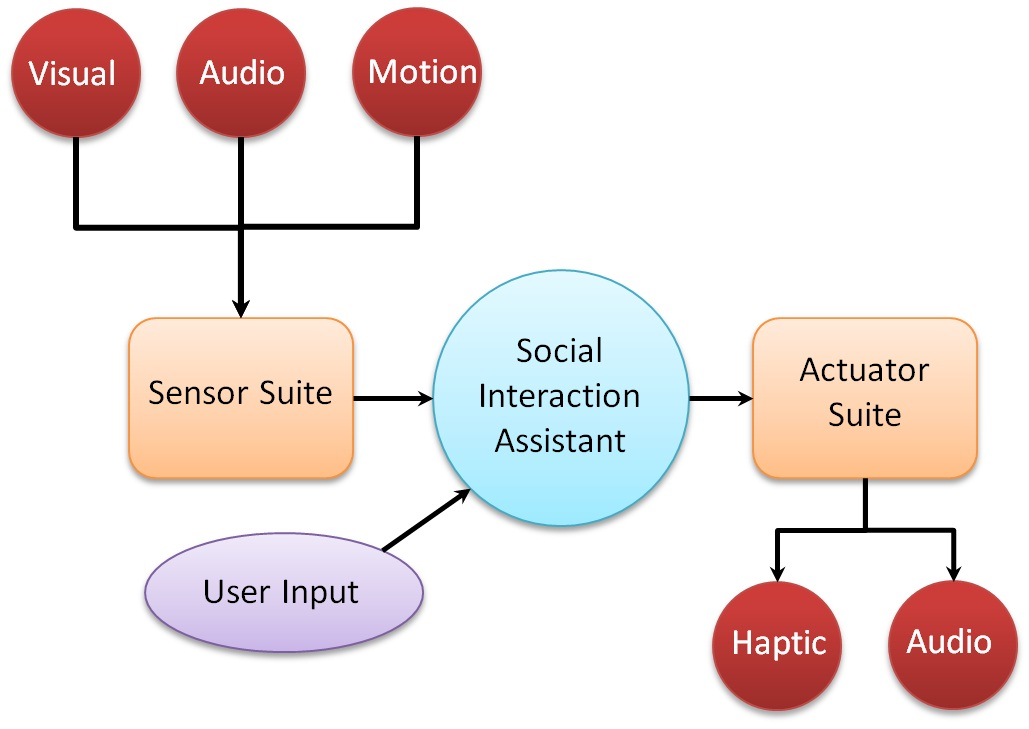 Visual
Audio
Motion
Sensor Suite
Social
Interaction
Assistant
Actuator
Suite
User Input
Haptic
Audio